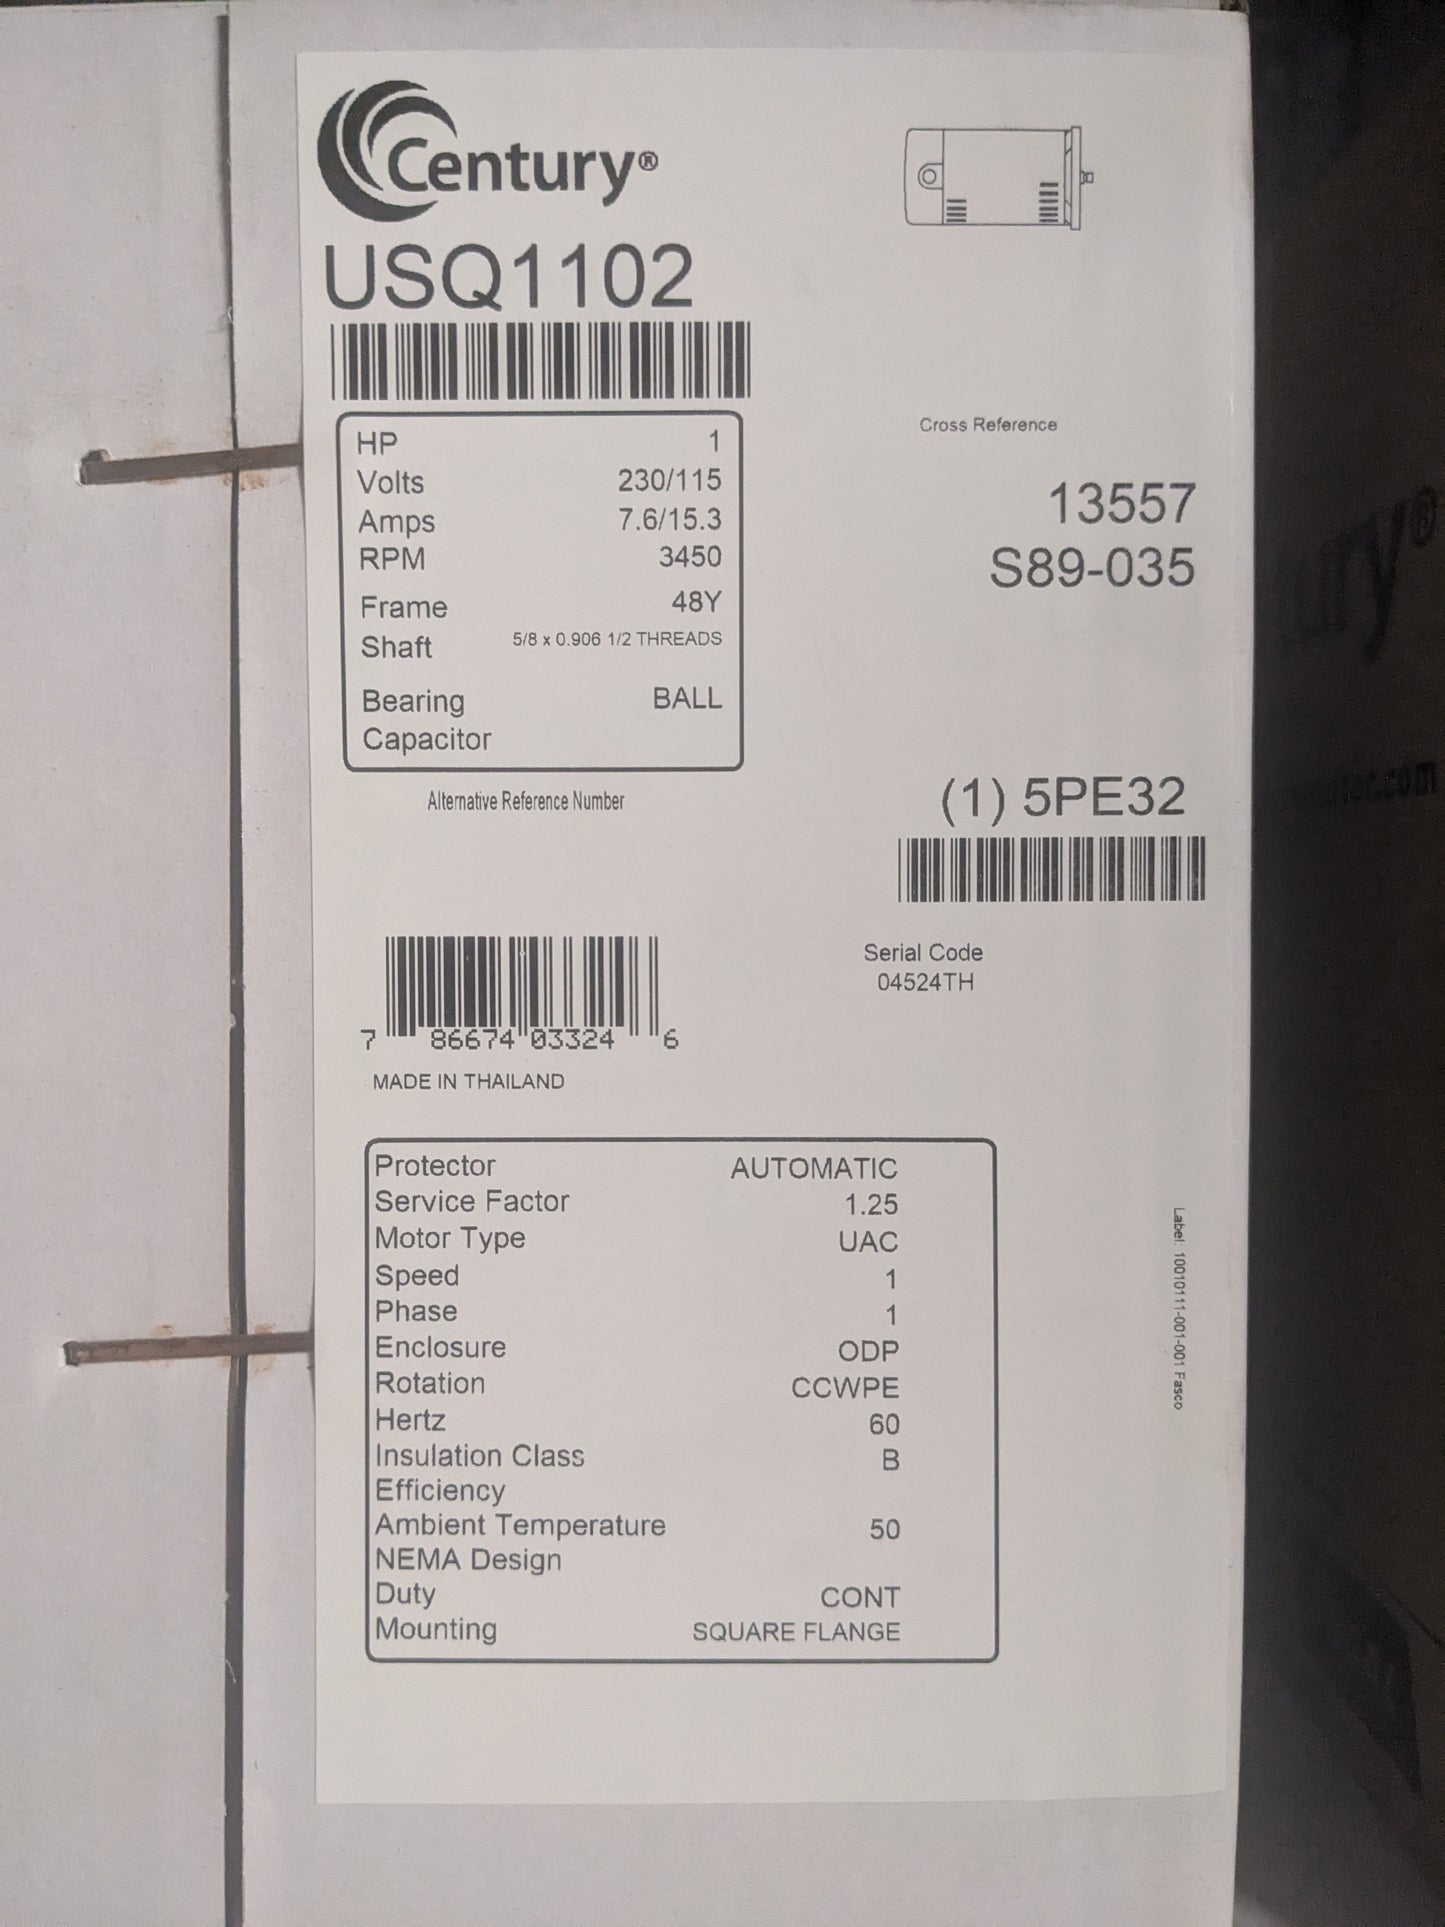 Century®
USQ1102
HP 1
Volts 230/115
Amps 7.6/15.3
RPM 3450
Frame 48Y
Shaft 5/8 x 0.906 1/2 THREADS
Bearing BALL
Capacitor
Alternative Reference Number
Cross Reference
13557
S89-035
(1) 5PE32
Serial Code
04524TH
7 86674 03324 6
MADE IN THAILAND
Protector AUTOMATIC
Service Factor 1.25
Motor Type UAC
Speed 1
Phase 1
Enclosure ODP
Rotation CCWPE
Hertz 60
Insulation Class B
Efficiency
Ambient Temperature 50
NEMA Design
Duty CONT
Mounting SQUARE FLANGE
Label: 10010111-001-001 Fasco